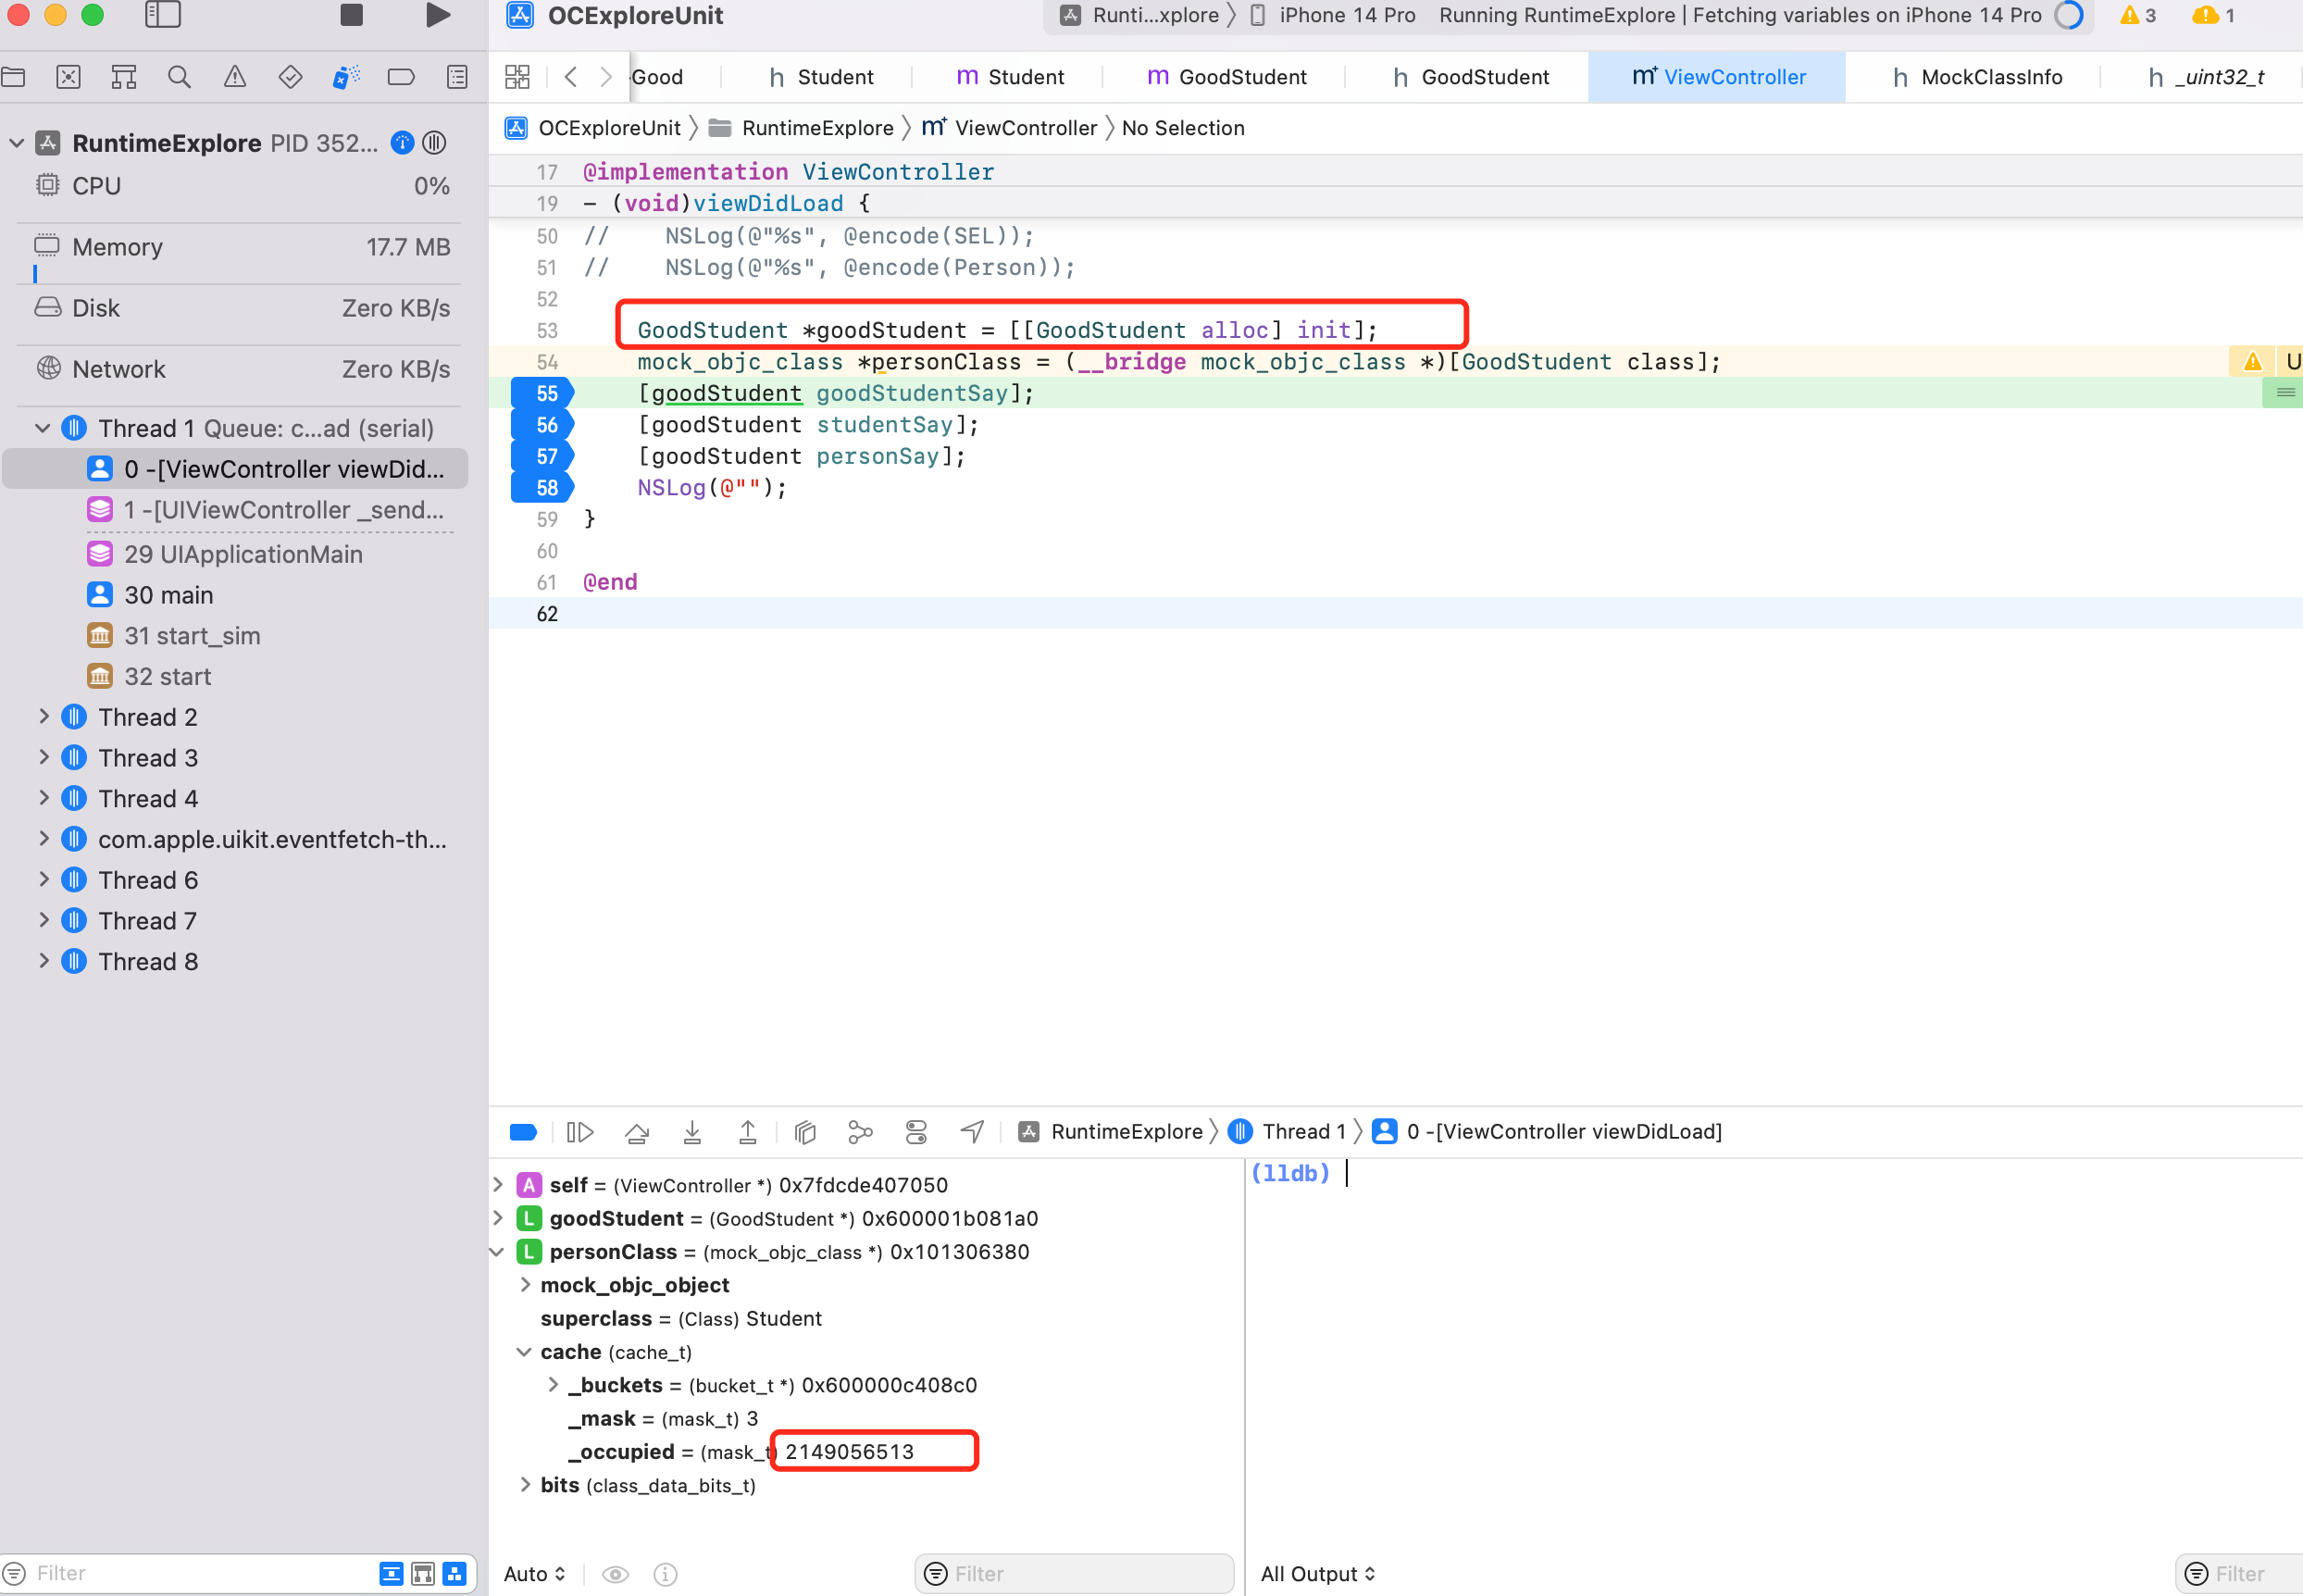 OCExploreUnit
Runti...xplore 〉 iPhone 14 Pro Running RuntimeExplore | Fetching variables on iPhone 14 Pro 3 1
Good h Student m Student m GoodStudent h GoodStudent m+ ViewController h MockClassInfo h _uint32_t
OCExploreUnit 〉 RuntimeExplore 〉 m+ ViewController 〉 No Selection
RuntimeExplore PID 352...
CPU 0%
Memory 17.7 MB
Disk Zero KB/s
Network Zero KB/s
Thread 1 Queue: c...ad (serial)
0 -[ViewController viewDid...
1 -[UIViewController _send...
29 UIApplicationMain
30 main
31 start_sim
32 start
Thread 2
Thread 3
Thread 4
com.apple.uikit.eventfetch-th...
Thread 6
Thread 7
Thread 8
Filter
17 @implementation ViewController
19 - (void)viewDidLoad {
50 // NSLog(@"%s", @encode(SEL));
51 // NSLog(@"%s", @encode(Person));
52
53 GoodStudent *goodStudent = [[GoodStudent alloc] init];
54 mock_objc_class *personClass = (__bridge mock_objc_class *)[GoodStudent class]; U
55 [goodStudent goodStudentSay];
56 [goodStudent studentSay];
57 [goodStudent personSay];
58 NSLog(@"");
59 }
60
61 @end
62
RuntimeExplore 〉 Thread 1 〉 0 -[ViewController viewDidLoad]
A self = (ViewController *) 0x7fdcde407050
L goodStudent = (GoodStudent *) 0x600001b081a0
L personClass = (mock_objc_class *) 0x101306380
mock_objc_object
superclass = (Class) Student
cache (cache_t)
_buckets = (bucket_t *) 0x600000c408c0
_mask = (mask_t) 3
_occupied = (mask_t) 2149056513
bits (class_data_bits_t)
Auto Filter
(lldb)
All Output Filter